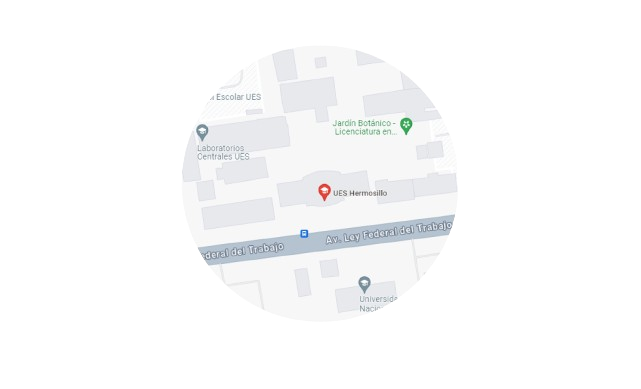 Escolar UES
Jardín Botánico -
Licenciatura en...
Laboratorios
Centrales UES
UES Hermosillo
Av. Ley Federal del Trabajo
deral del Trabajo
Universida
Nacio